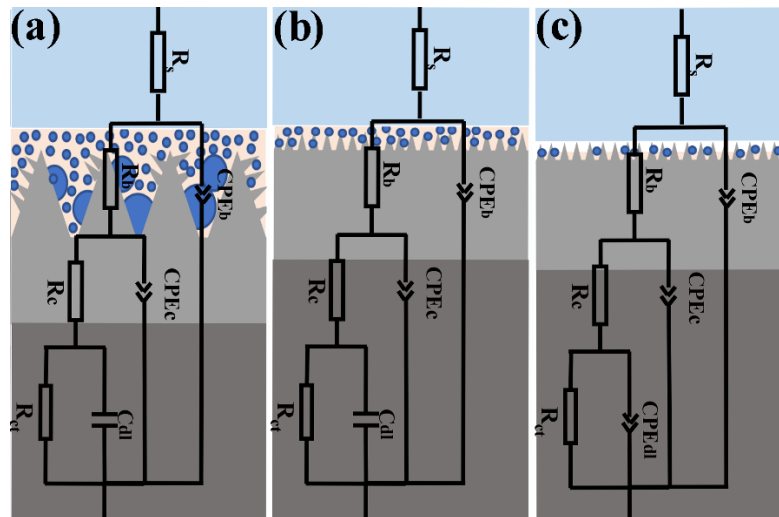 (a)
Rs
Rb
CPEb
Rc
CPEc
Rct
Cdl
(b)
Rs
Rb
CPEb
Rc
CPEc
Rct
Cdl
(c)
Rs
Rb
CPEb
Rc
CPEc
Rct
CPEdl